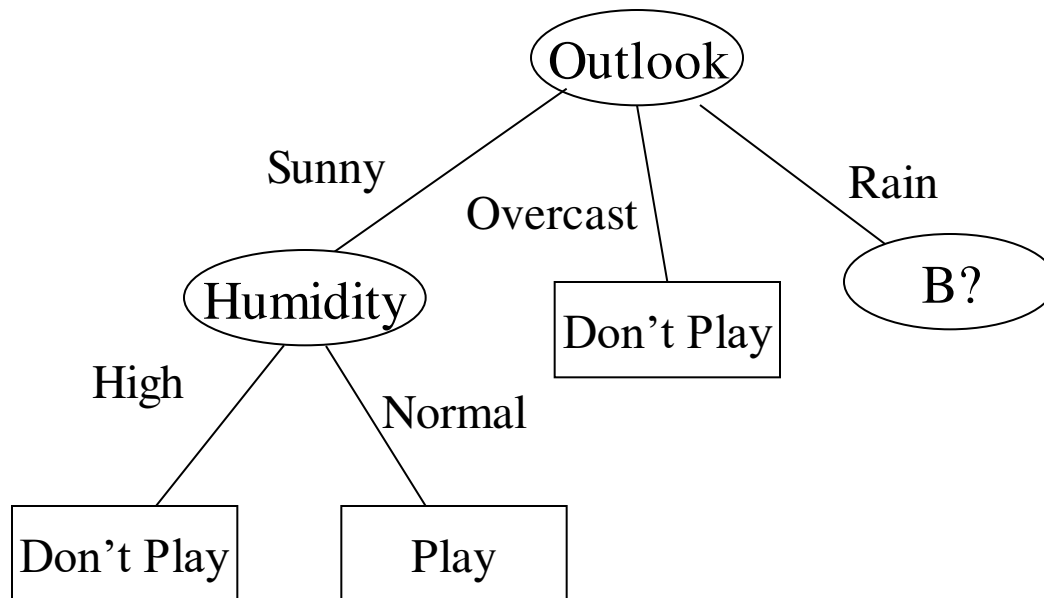 Outlook
Sunny
Overcast
Rain
Humidity
B?
Don’t Play
High
Normal
Don’t Play
Play